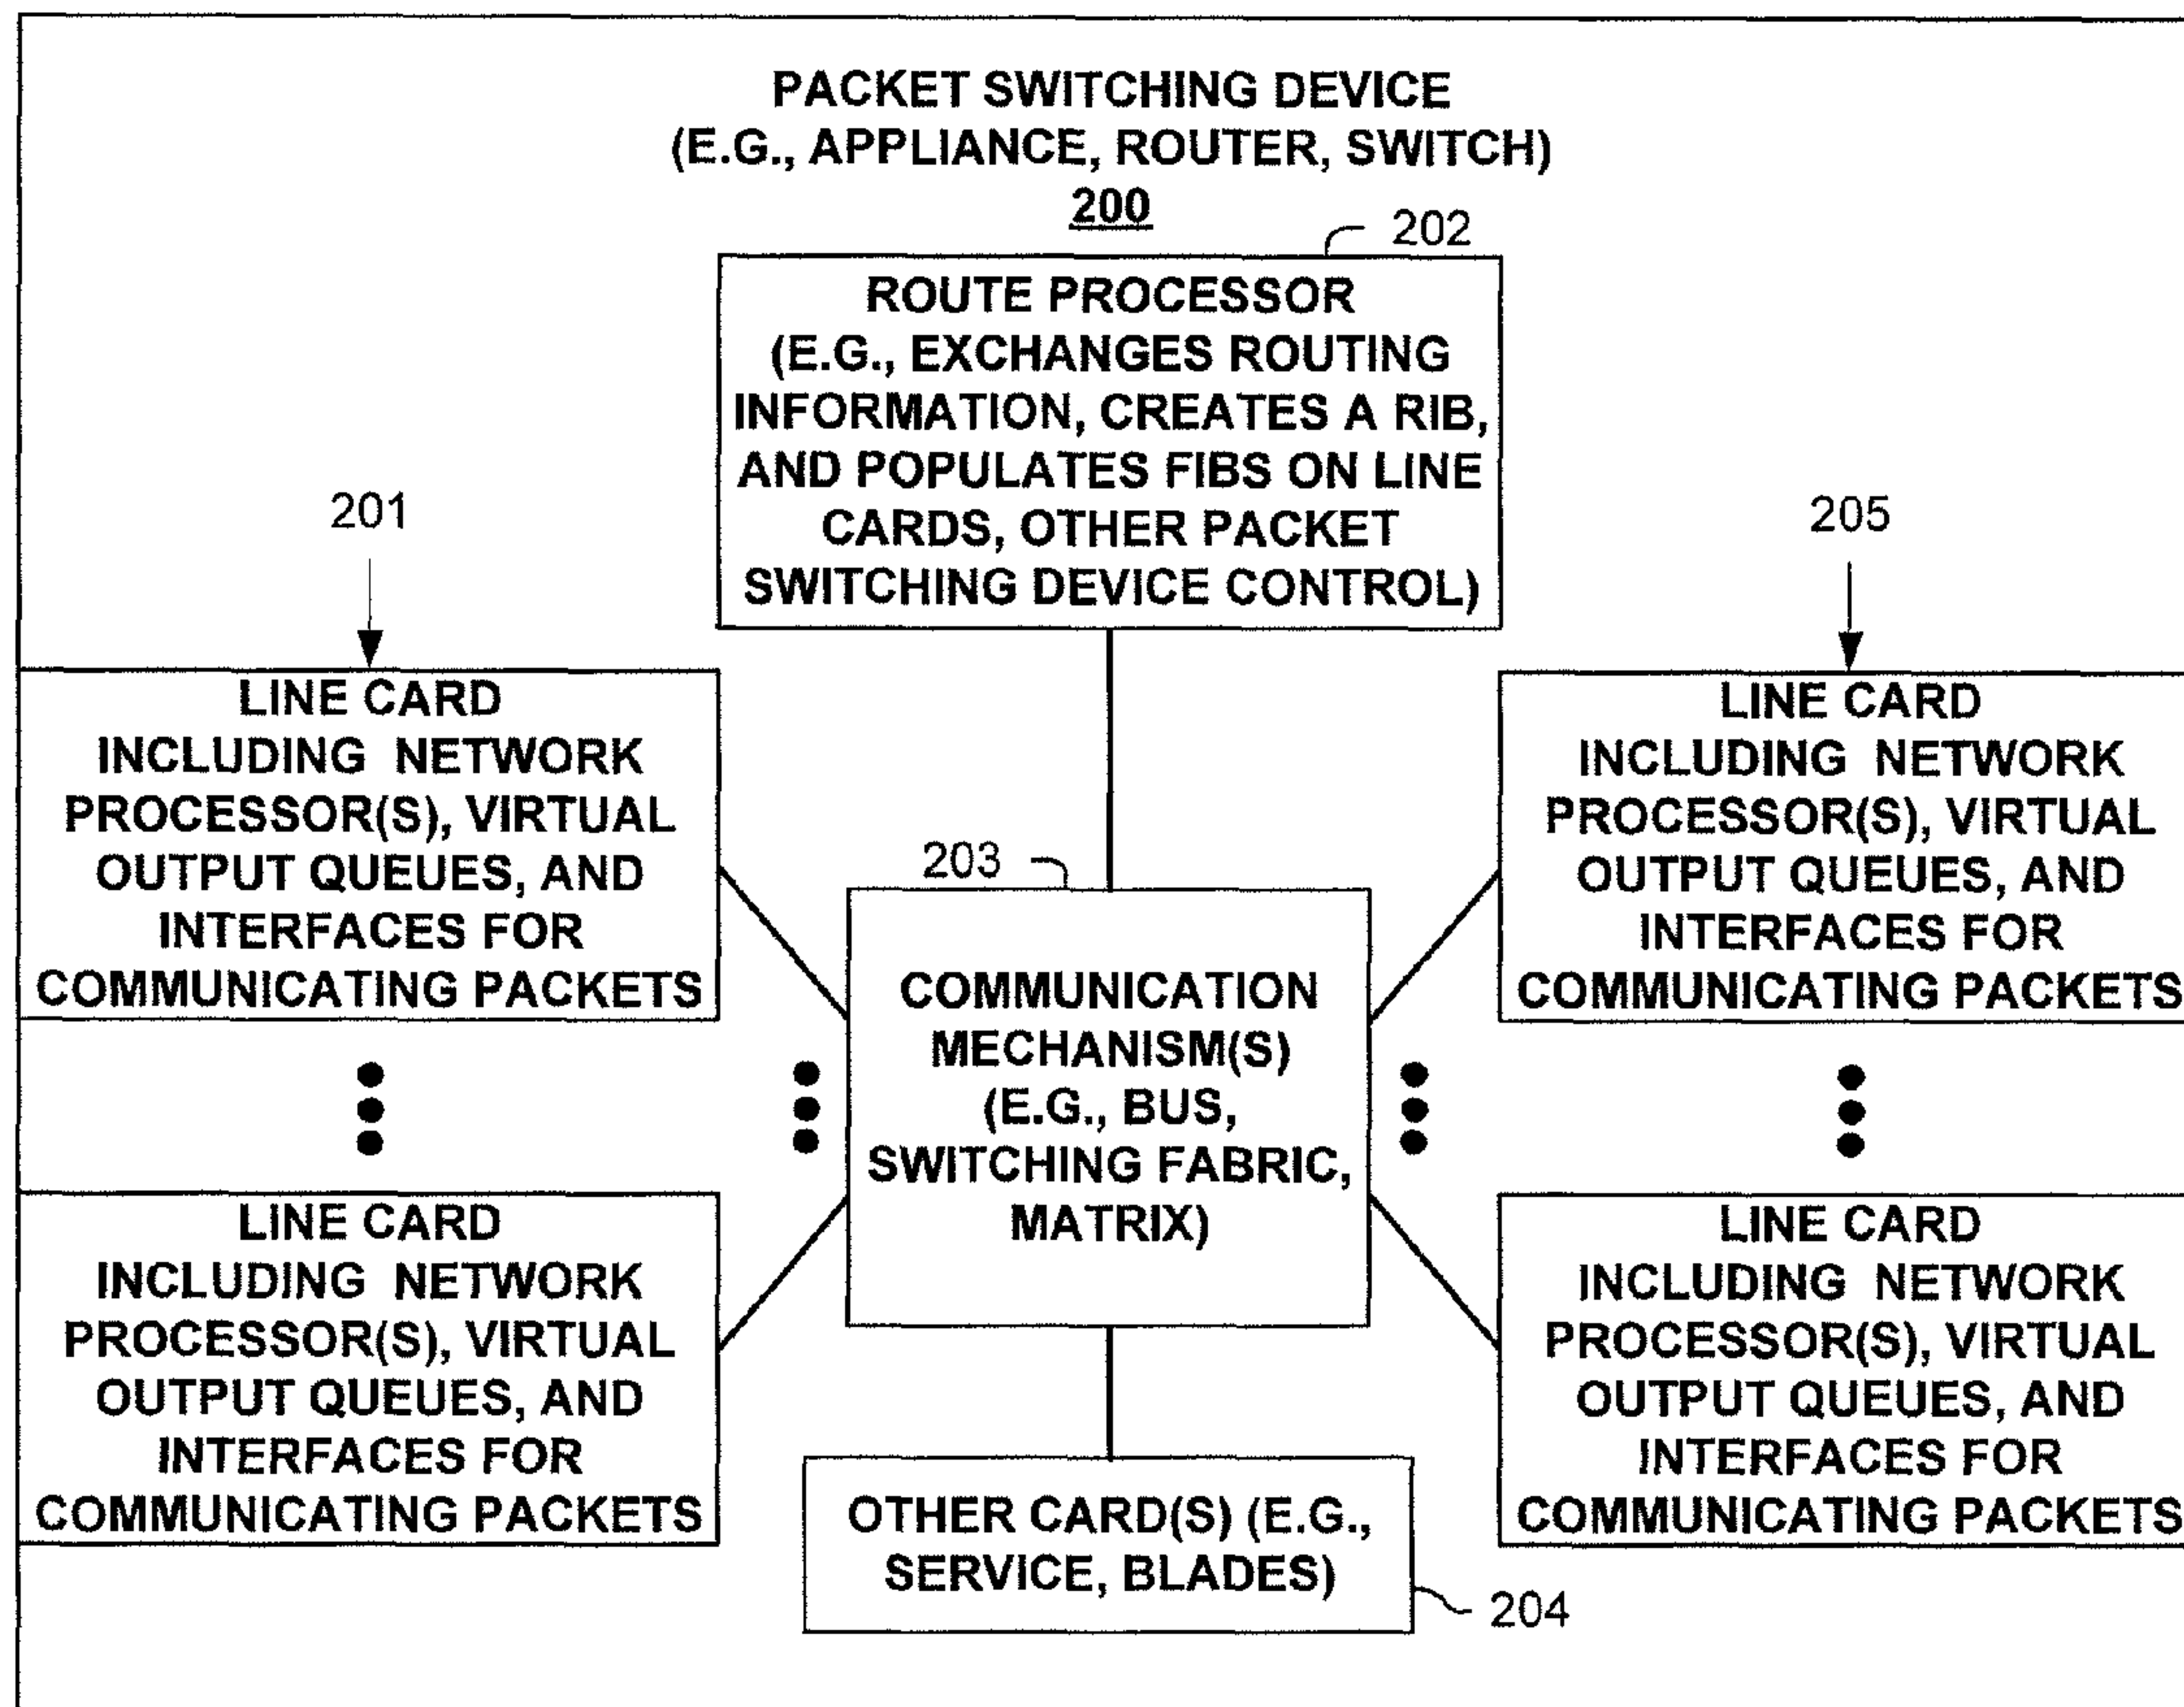 PACKET SWITCHING DEVICE
(E.G., APPLIANCE, ROUTER, SWITCH)
200
202
ROUTE PROCESSOR
(E.G., EXCHANGES ROUTING
INFORMATION, CREATES A RIB,
AND POPULATES FIBS ON LINE
CARDS, OTHER PACKET
SWITCHING DEVICE CONTROL)
201
LINE CARD
INCLUDING NETWORK
PROCESSOR(S), VIRTUAL
OUTPUT QUEUES, AND
INTERFACES FOR
COMMUNICATING PACKETS
205
LINE CARD
INCLUDING NETWORK
PROCESSOR(S), VIRTUAL
OUTPUT QUEUES, AND
INTERFACES FOR
COMMUNICATING PACKETS
203
COMMUNICATION
MECHANISM(S)
(E.G., BUS,
SWITCHING FABRIC,
MATRIX)
LINE CARD
INCLUDING NETWORK
PROCESSOR(S), VIRTUAL
OUTPUT QUEUES, AND
INTERFACES FOR
COMMUNICATING PACKETS
LINE CARD
INCLUDING NETWORK
PROCESSOR(S), VIRTUAL
OUTPUT QUEUES, AND
INTERFACES FOR
COMMUNICATING PACKETS
OTHER CARD(S) (E.G.,
SERVICE, BLADES)
204